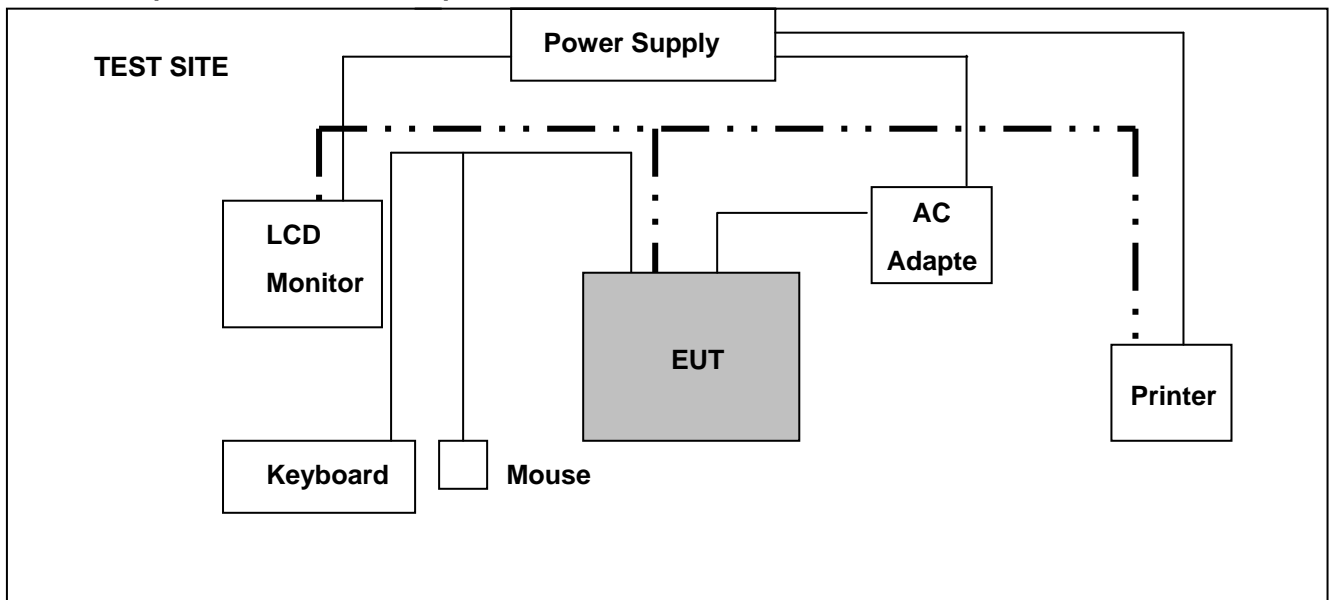 Power Supply
TEST SITE
LCD
Monitor
AC
Adapte
EUT
Printer
Keyboard
Mouse